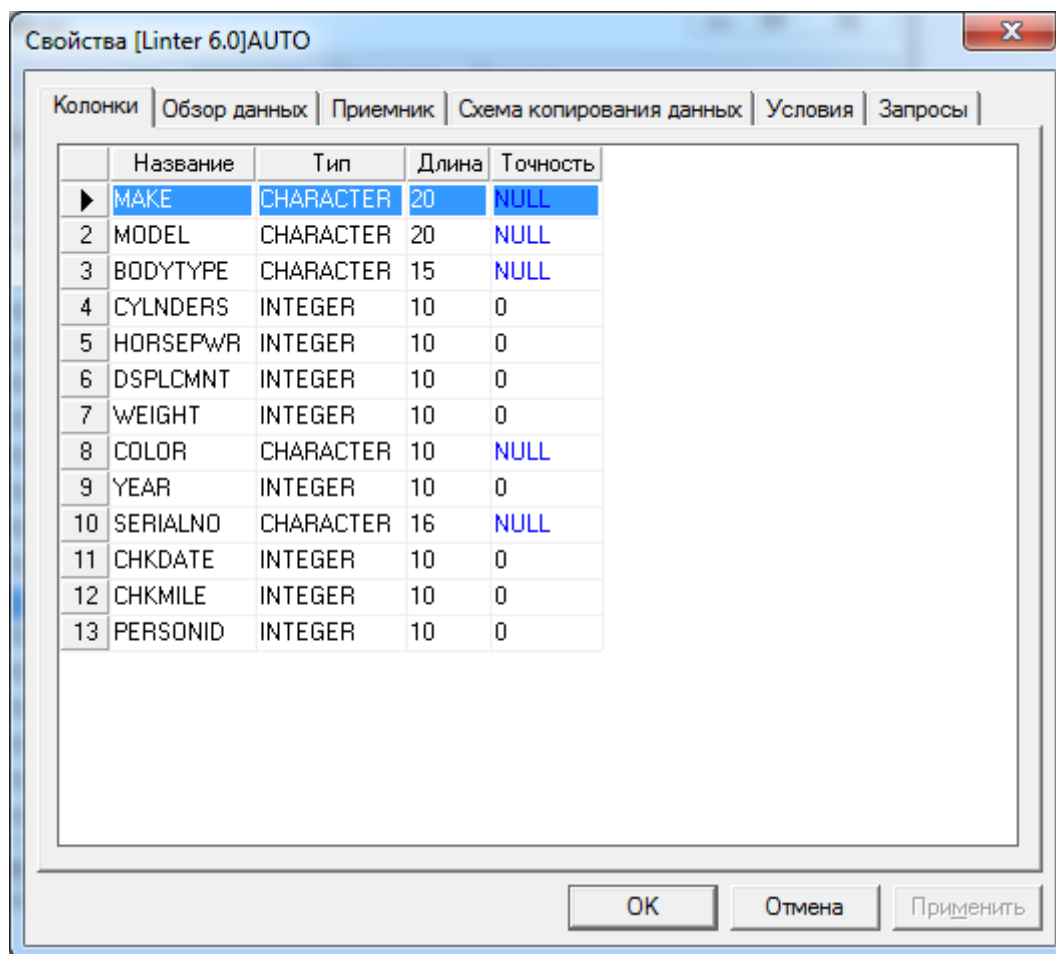 Свойства [Linter 6.0]AUTO
Колонки Обзор данных Приемник Схема копирования данных Условия Запросы
Название Тип Длина Точность
MAKE CHARACTER 20 NULL
2 MODEL CHARACTER 20 NULL
3 BODYTYPE CHARACTER 15 NULL
4 CYLNDERS INTEGER 10 0
5 HORSEPWR INTEGER 10 0
6 DSPLCMNT INTEGER 10 0
7 WEIGHT INTEGER 10 0
8 COLOR CHARACTER 10 NULL
9 YEAR INTEGER 10 0
10 SERIALNO CHARACTER 16 NULL
11 CHKDATE INTEGER 10 0
12 CHKMILE INTEGER 10 0
13 PERSONID INTEGER 10 0
OK Отмена Применить